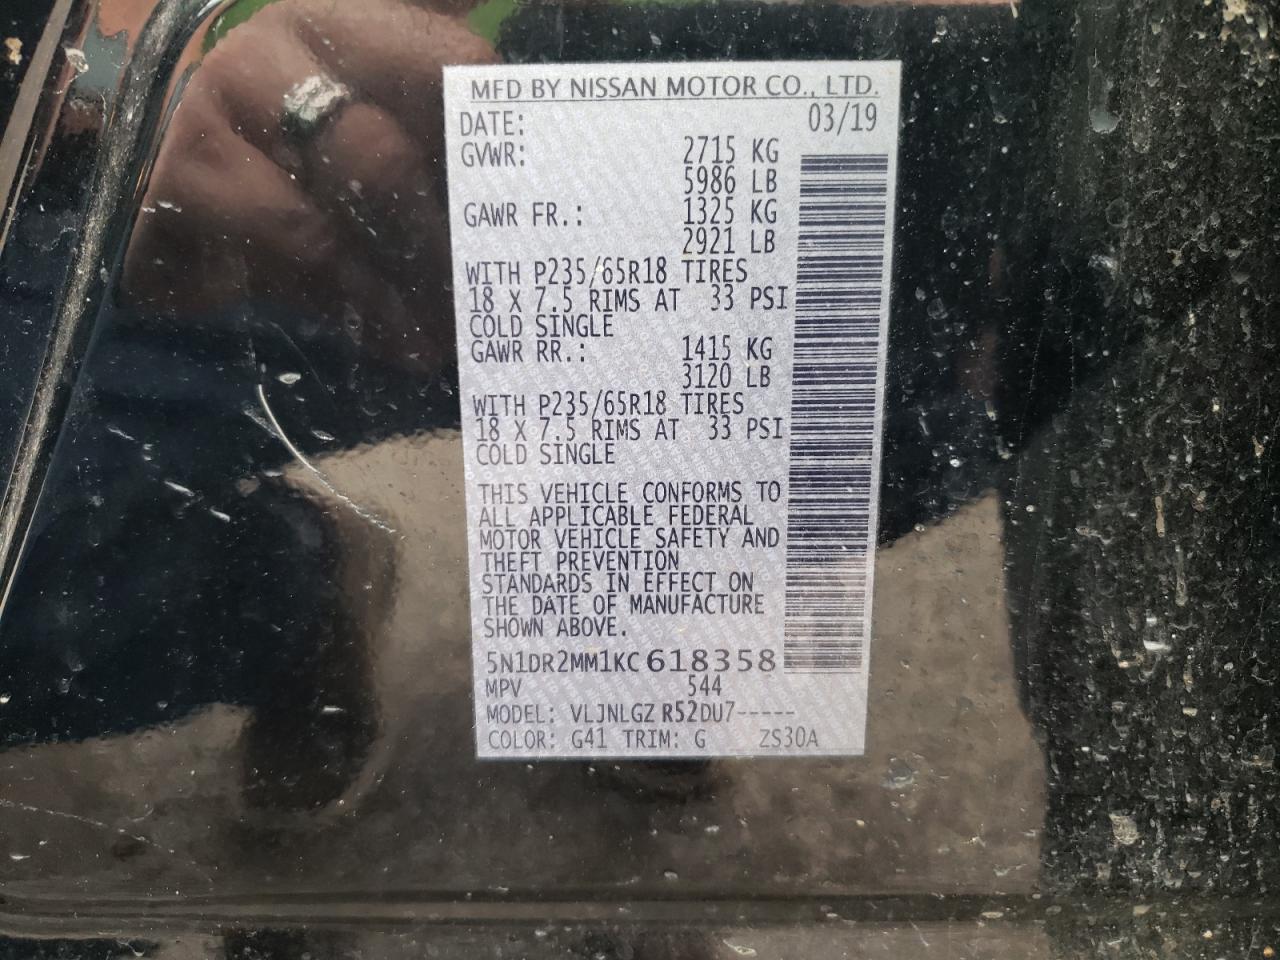 MFD BY NISSAN MOTOR CO., LTD.
DATE: 03/19
GVWR: 2715 KG
5986 LB
GAWR FR.: 1325 KG
2921 LB
WITH P235/65R18 TIRES
18 X 7.5 RIMS AT 33 PSI
COLD SINGLE
GAWR RR.: 1415 KG
3120 LB
WITH P235/65R18 TIRES
18 X 7.5 RIMS AT 33 PSI
COLD SINGLE
THIS VEHICLE CONFORMS TO
ALL APPLICABLE FEDERAL
MOTOR VEHICLE SAFETY AND
THEFT PREVENTION
STANDARDS IN EFFECT ON
THE DATE OF MANUFACTURE
SHOWN ABOVE.
5N1DR2MM1KC618358
MPV 544
MODEL: VLJNLGZ R52DU7-----
COLOR: G41 TRIM: G ZS30A